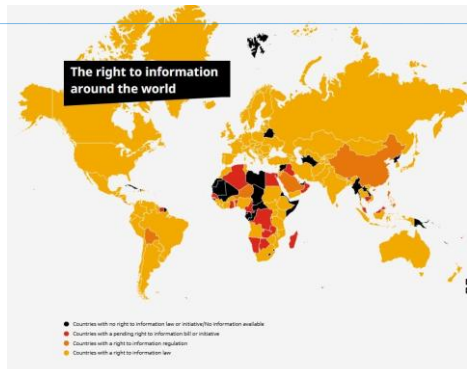 The right to information
around the world
Countries with no right to information law or initiative/No information available
Countries with a pending right to information bill or initiative
Countries with a right to information regulation
Countries with a right to information law